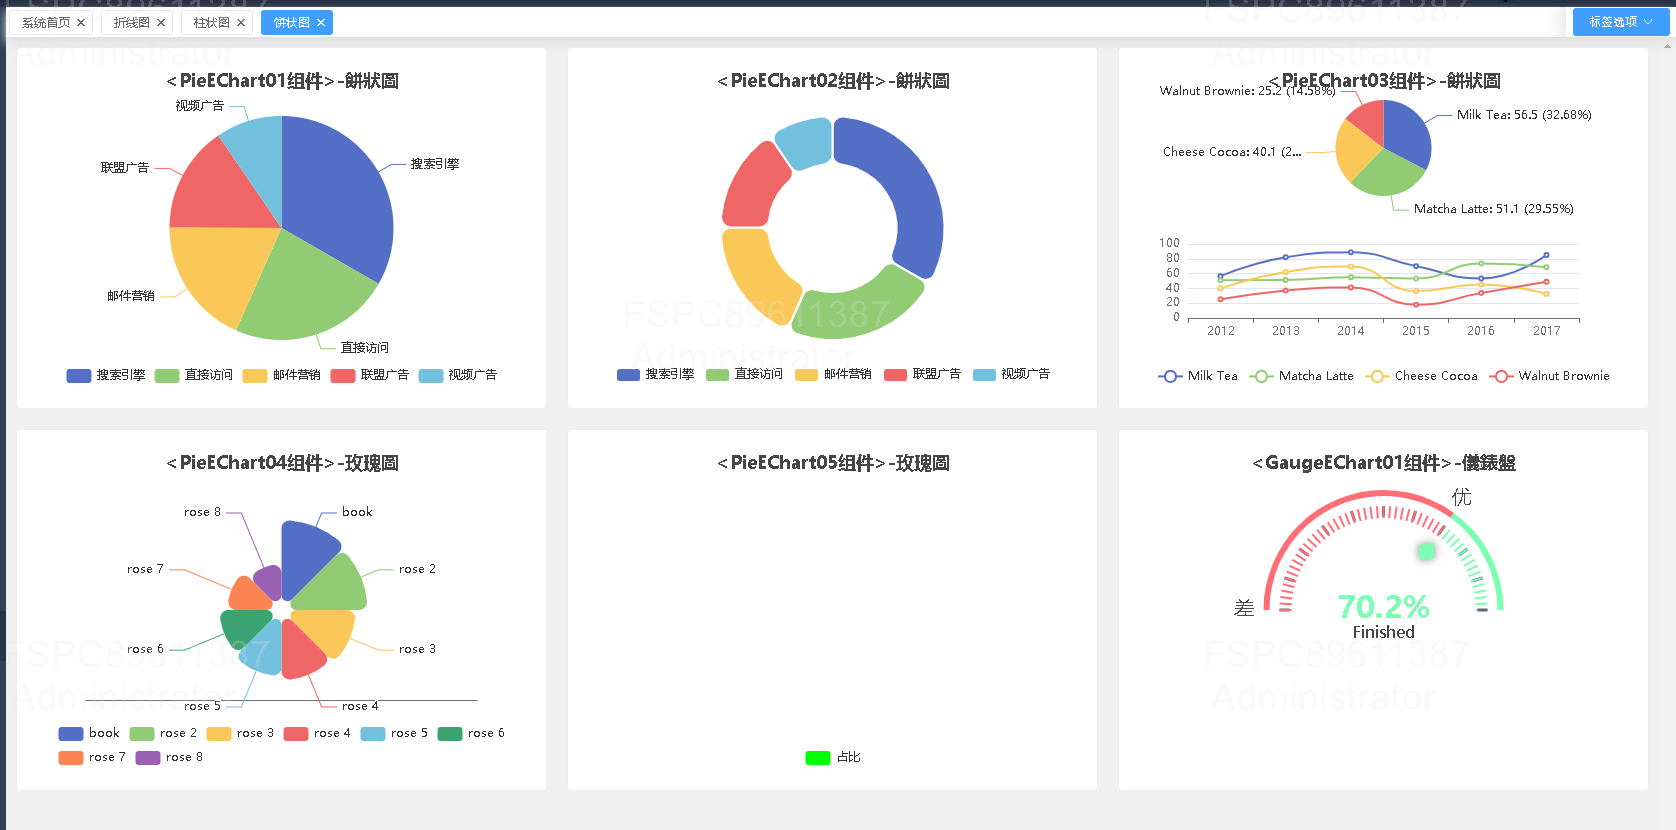 系统首页 ✕ 折线图 ✕ 柱状图 ✕ 饼状图 ✕ 标签选项
<PieEChart01组件>-餅狀圖
视频广告
联盟广告
搜索引擎
邮件营销
直接访问
搜索引擎 直接访问 邮件营销 联盟广告 视频广告
<PieEChart02组件>-餅狀圖
搜索引擎 直接访问 邮件营销 联盟广告 视频广告
<PieEChart03组件>-餅狀圖
Walnut Brownie: 25.2 (14.58%)
Milk Tea: 56.5 (32.68%)
Cheese Cocoa: 40.1 (2...
Matcha Latte: 51.1 (29.55%)
100
80
60
40
20
0
2012 2013 2014 2015 2016 2017
Milk Tea Matcha Latte Cheese Cocoa Walnut Brownie
<PieEChart04组件>-玫瑰圖
rose 8 book
rose 7 rose 2
rose 6 rose 3
rose 5 rose 4
book rose 2 rose 3 rose 4 rose 5 rose 6
rose 7 rose 8
<PieEChart05组件>-玫瑰圖
占比
<GaugeEChart01组件>-儀錶盤
优
差
70.2%
Finished
FSPC89611387
Administrator
FSPC89611387
Administrator
FSPC89611387
Administrator
FSPC89611387
Administrator
FSPC89611387
Administrator